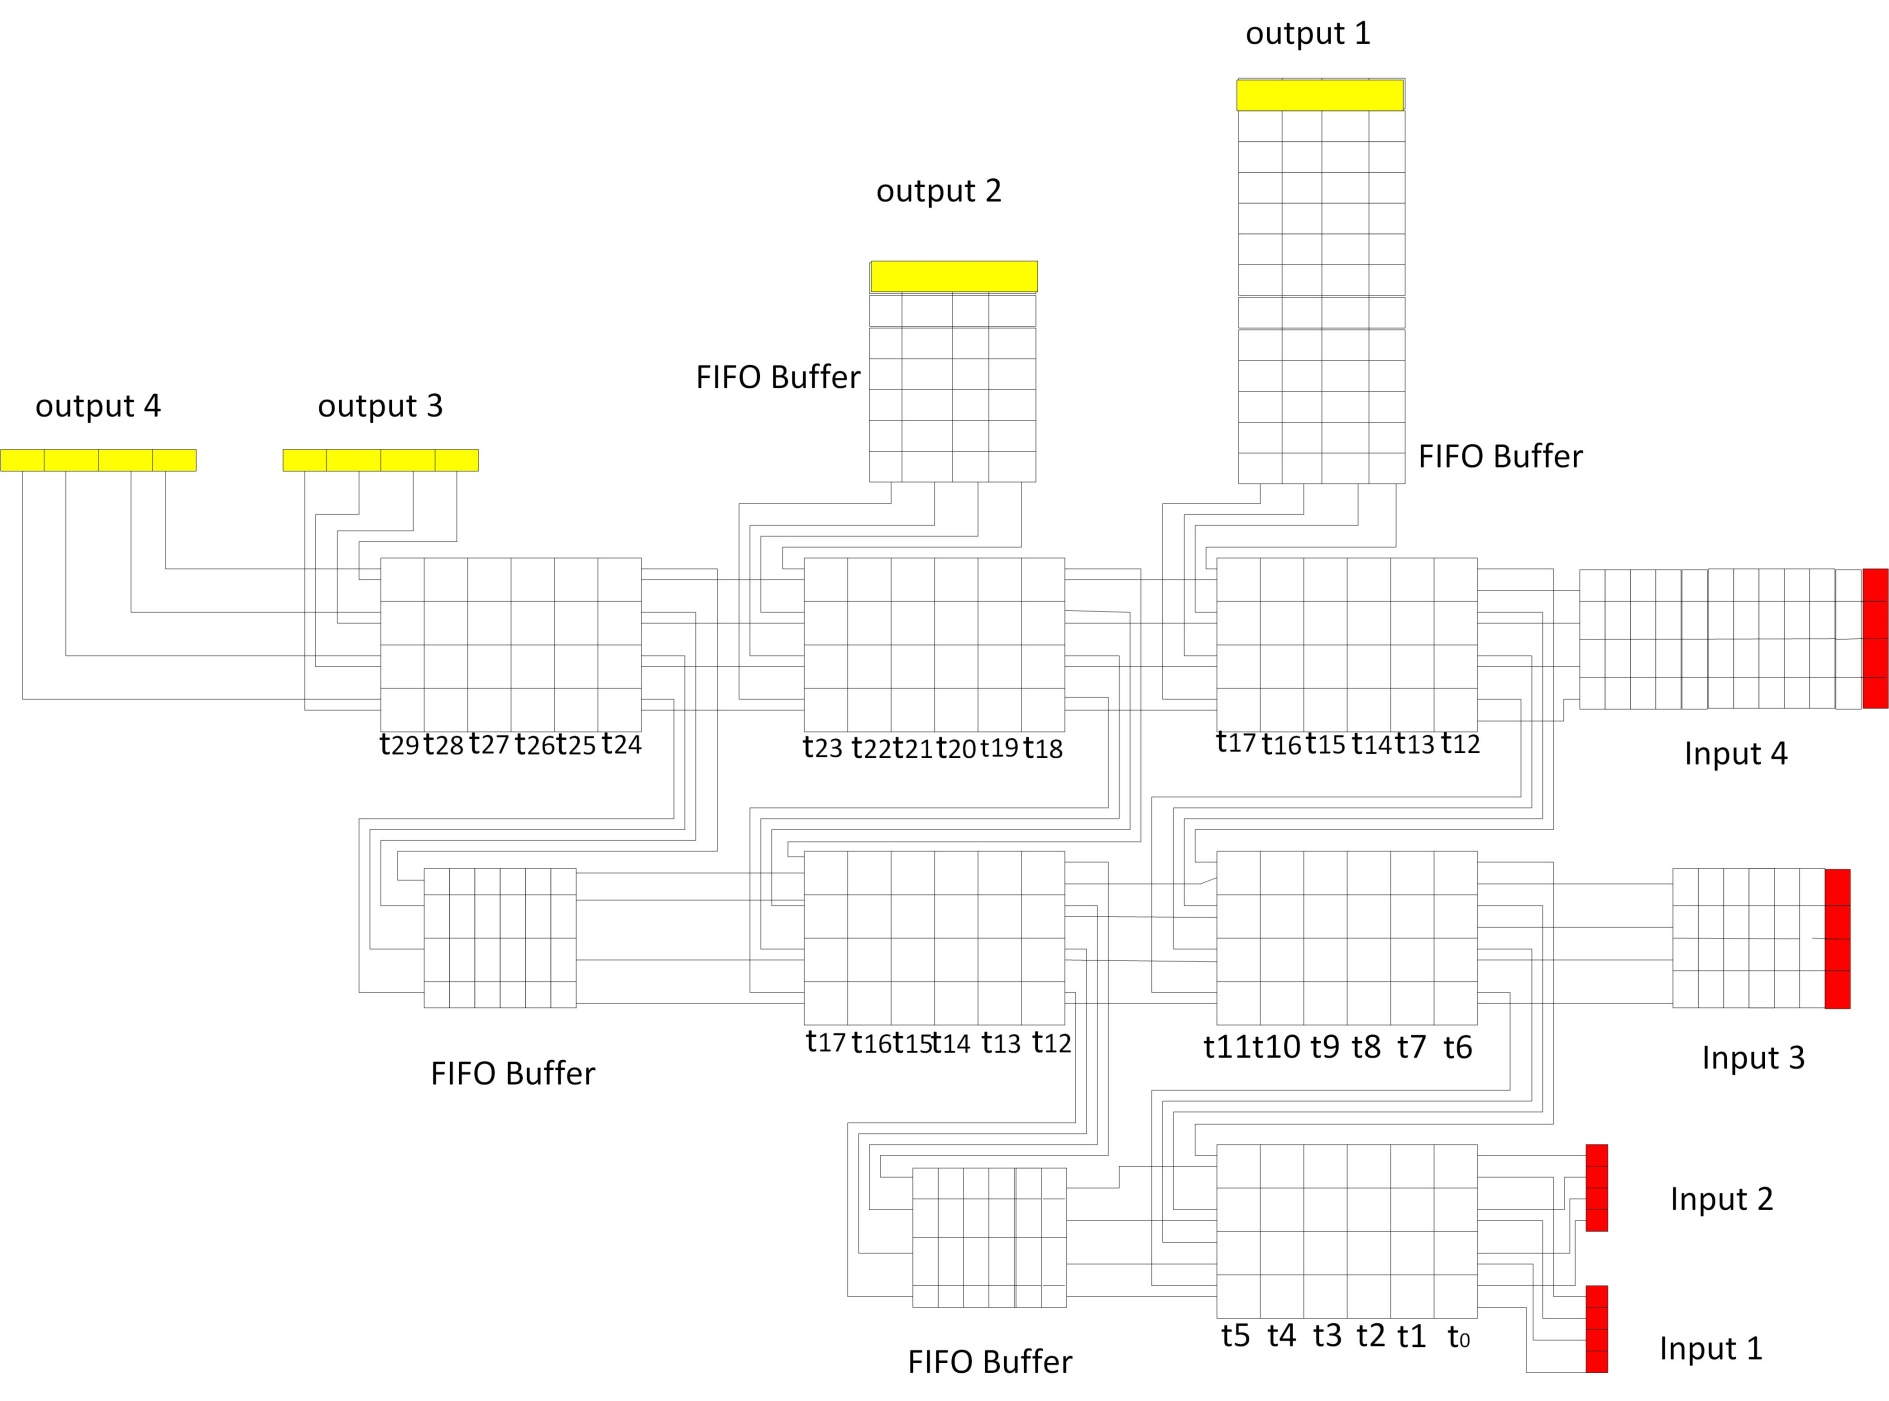 output 1
output 2
FIFO Buffer
output 4
output 3
FIFO Buffer
t29 t28 t27 t26 t25 t24
t23 t22 t21 t20 t19 t18
t17 t16 t15 t14 t13 t12
Input 4
t17 t16 t15 t14 t13 t12
t11 t10 t9 t8 t7 t6
Input 3
FIFO Buffer
Input 2
t5 t4 t3 t2 t1 t0
Input 1
FIFO Buffer